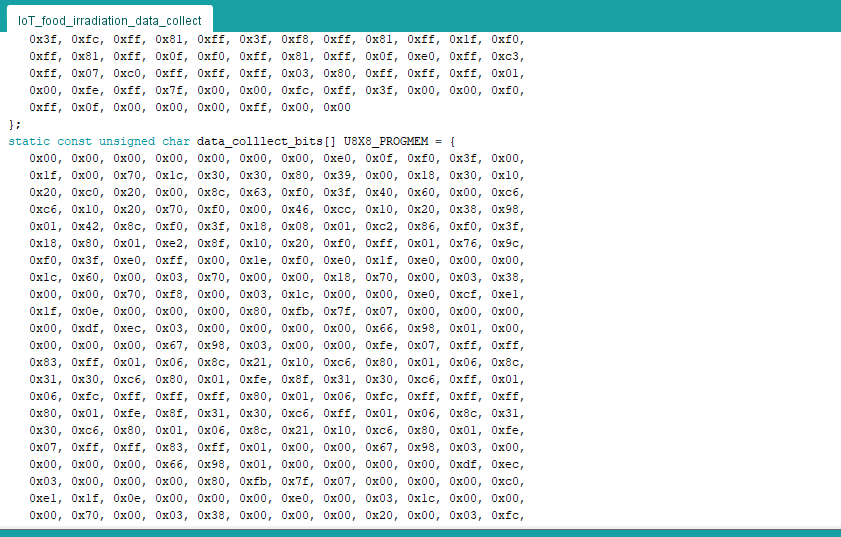 IoT_food_irradiation_data_collect
0x3f, 0xfc, 0xff, 0x81, 0xff, 0x3f, 0xf8, 0xff, 0x81, 0xff, 0x1f, 0xf0,
0xff, 0x81, 0xff, 0x0f, 0xf0, 0xff, 0x81, 0xff, 0x0f, 0xe0, 0xff, 0xc3,
0xff, 0x07, 0xc0, 0xff, 0xff, 0xff, 0x03, 0x80, 0xff, 0xff, 0xff, 0x01,
0x00, 0xfe, 0xff, 0x7f, 0x00, 0x00, 0xfc, 0xff, 0x3f, 0x00, 0x00, 0xf0,
0xff, 0x0f, 0x00, 0x00, 0x00, 0xff, 0x00, 0x00
};
static const unsigned char data_colllect_bits[] U8X8_PROGMEM = {
0x00, 0x00, 0x00, 0x00, 0x00, 0x00, 0x00, 0xe0, 0x0f, 0xf0, 0x3f, 0x00,
0x1f, 0x00, 0x70, 0x1c, 0x30, 0x30, 0x80, 0x39, 0x00, 0x18, 0x30, 0x10,
0x20, 0xc0, 0x20, 0x00, 0x8c, 0x63, 0xf0, 0x3f, 0x40, 0x60, 0x00, 0xc6,
0xc6, 0x10, 0x20, 0x70, 0xf0, 0x00, 0x46, 0xcc, 0x10, 0x20, 0x38, 0x98,
0x01, 0x42, 0x8c, 0xf0, 0x3f, 0x18, 0x08, 0x01, 0xc2, 0x86, 0xf0, 0x3f,
0x18, 0x80, 0x01, 0xe2, 0x8f, 0x10, 0x20, 0xf0, 0xff, 0x01, 0x76, 0x9c,
0xf0, 0x3f, 0xe0, 0xff, 0x00, 0x1e, 0xf0, 0xe0, 0x1f, 0xe0, 0x00, 0x00,
0x1c, 0x60, 0x00, 0x03, 0x70, 0x00, 0x00, 0x18, 0x70, 0x00, 0x03, 0x38,
0x00, 0x00, 0x70, 0xf8, 0x00, 0x03, 0x1c, 0x00, 0x00, 0xe0, 0xcf, 0xe1,
0x1f, 0x0e, 0x00, 0x00, 0x00, 0x80, 0xfb, 0x7f, 0x07, 0x00, 0x00, 0x00,
0x00, 0xdf, 0xec, 0x03, 0x00, 0x00, 0x00, 0x00, 0x66, 0x98, 0x01, 0x00,
0x00, 0x00, 0x00, 0x67, 0x98, 0x03, 0x00, 0x00, 0xfe, 0x07, 0xff, 0xff,
0x83, 0xff, 0x01, 0x06, 0x8c, 0x21, 0x10, 0xc6, 0x80, 0x01, 0x06, 0x8c,
0x31, 0x30, 0xc6, 0x80, 0x01, 0xfe, 0x8f, 0x31, 0x30, 0xc6, 0xff, 0x01,
0x06, 0xfc, 0xff, 0xff, 0xff, 0x80, 0x01, 0x06, 0xfc, 0xff, 0xff, 0xff,
0x80, 0x01, 0xfe, 0x8f, 0x31, 0x30, 0xc6, 0xff, 0x01, 0x06, 0x8c, 0x31,
0x30, 0xc6, 0x80, 0x01, 0x06, 0x8c, 0x21, 0x10, 0xc6, 0x80, 0x01, 0xfe,
0x07, 0xff, 0xff, 0x83, 0xff, 0x01, 0x00, 0x00, 0x67, 0x98, 0x03, 0x00,
0x00, 0x00, 0x00, 0x66, 0x98, 0x01, 0x00, 0x00, 0x00, 0x00, 0xdf, 0xec,
0x03, 0x00, 0x00, 0x00, 0x80, 0xfb, 0x7f, 0x07, 0x00, 0x00, 0x00, 0xc0,
0xe1, 0x1f, 0x0e, 0x00, 0x00, 0x00, 0xe0, 0x00, 0x03, 0x1c, 0x00, 0x00,
0x00, 0x70, 0x00, 0x03, 0x38, 0x00, 0x00, 0x00, 0x20, 0x00, 0x03, 0xfc,